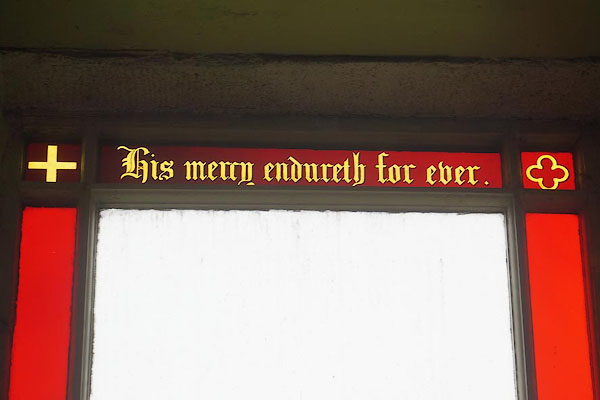 His mercy endureth for ever.